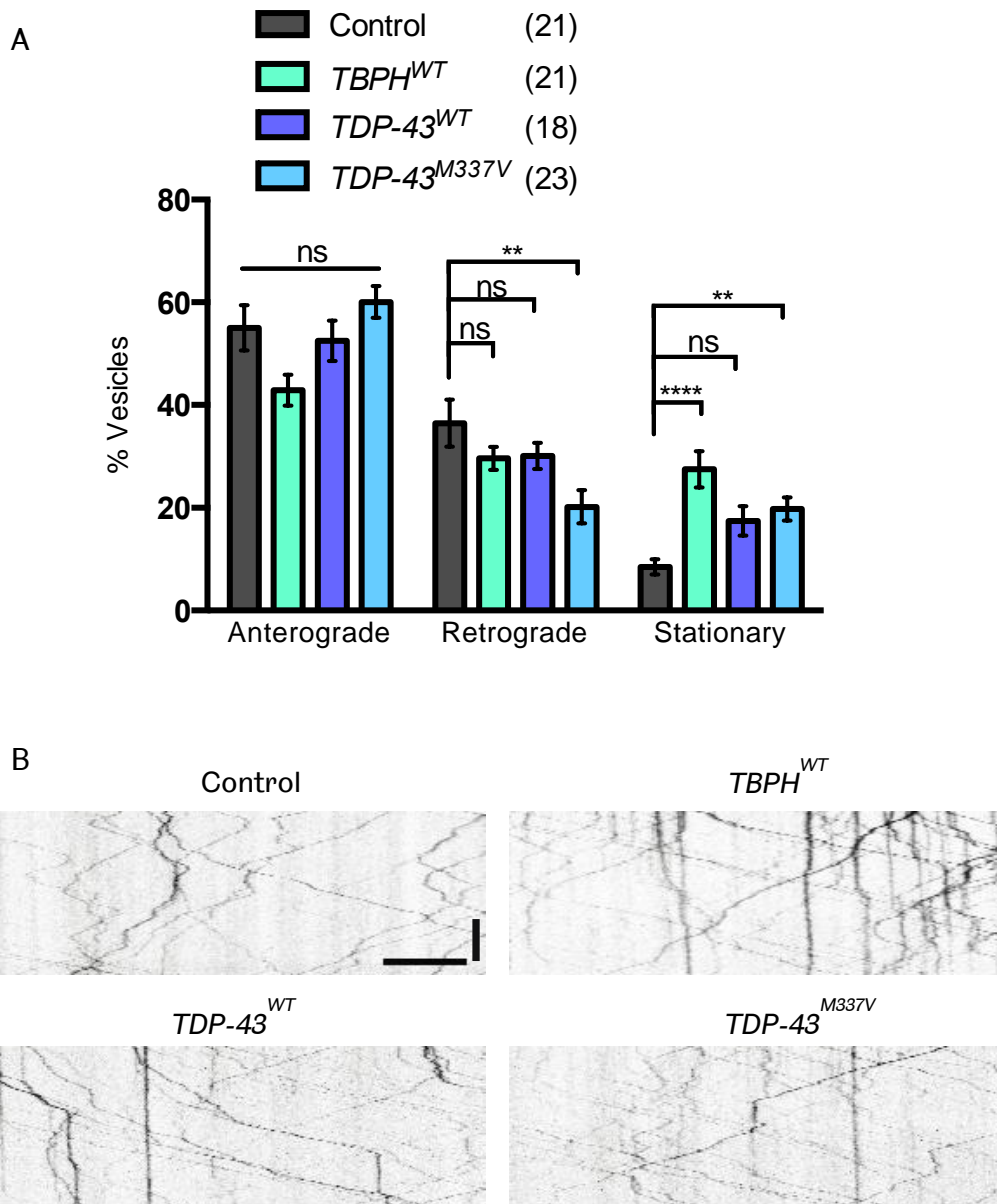 A
Control (21)
TBPH^WT (21)
TDP-43^WT (18)
TDP-43^M337V (23)
80
60
40
20
0
% Vesicles
ns
**
ns
ns
**
ns
****
Anterograde Retrograde Stationary
B
Control TBPH^WT
TDP-43^WT TDP-43^M337V